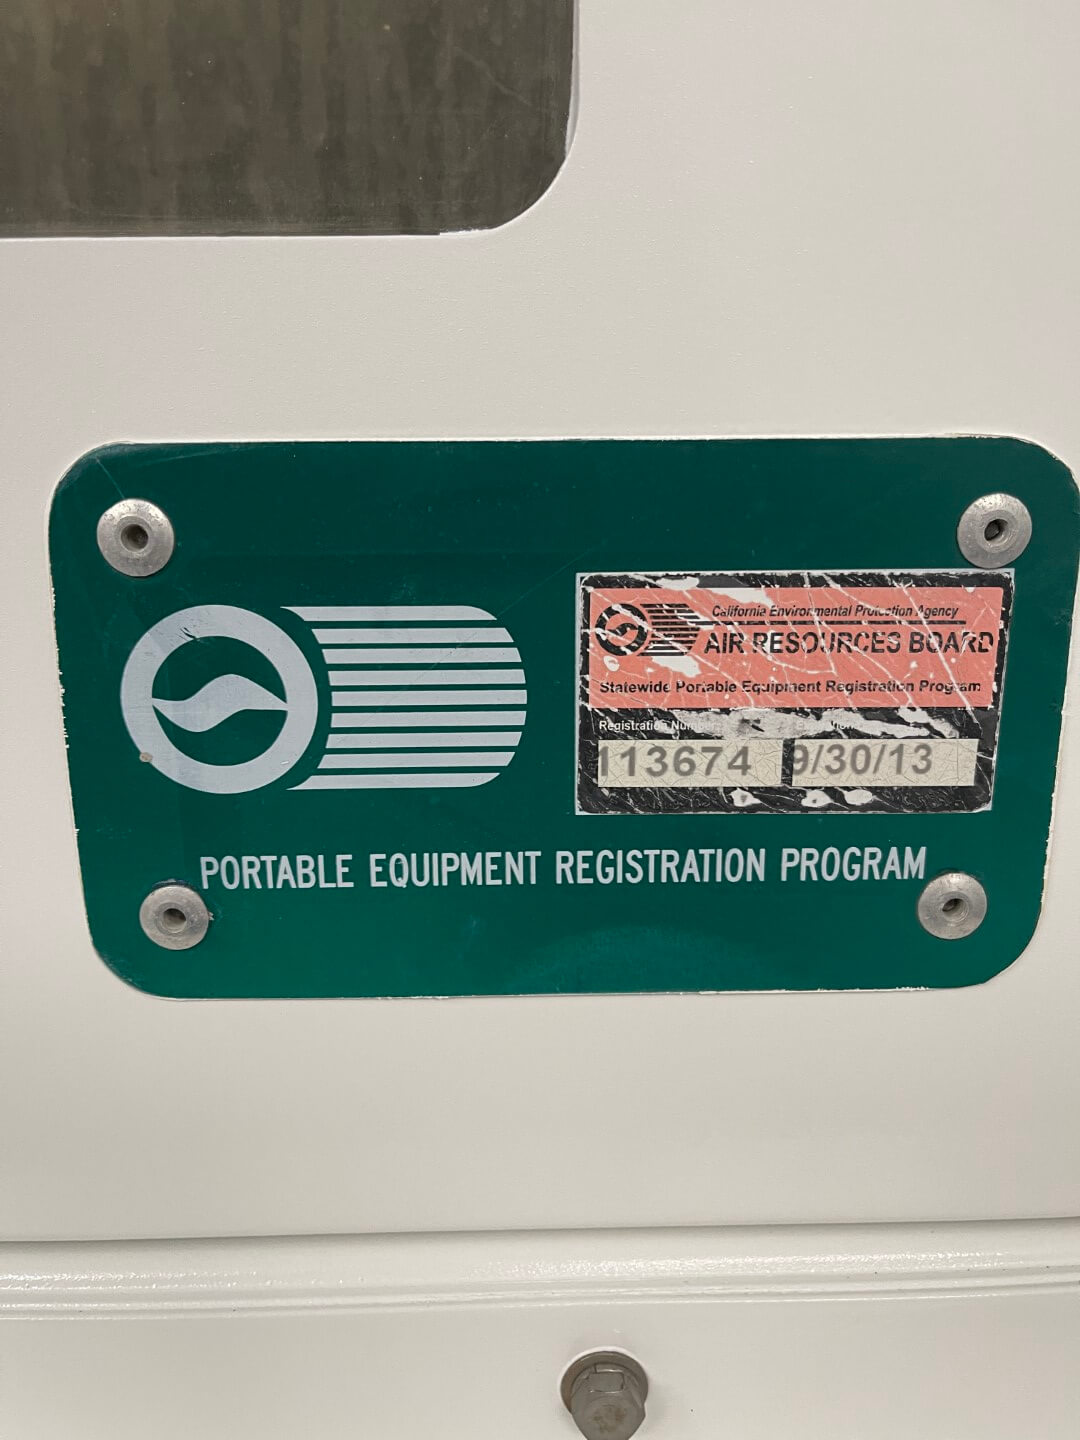 California Environmental Protection Agency
AIR RESOURCES BOARD
Statewide Portable Equipment Registration Program
Registration
113674 9/30/13
PORTABLE EQUIPMENT REGISTRATION PROGRAM